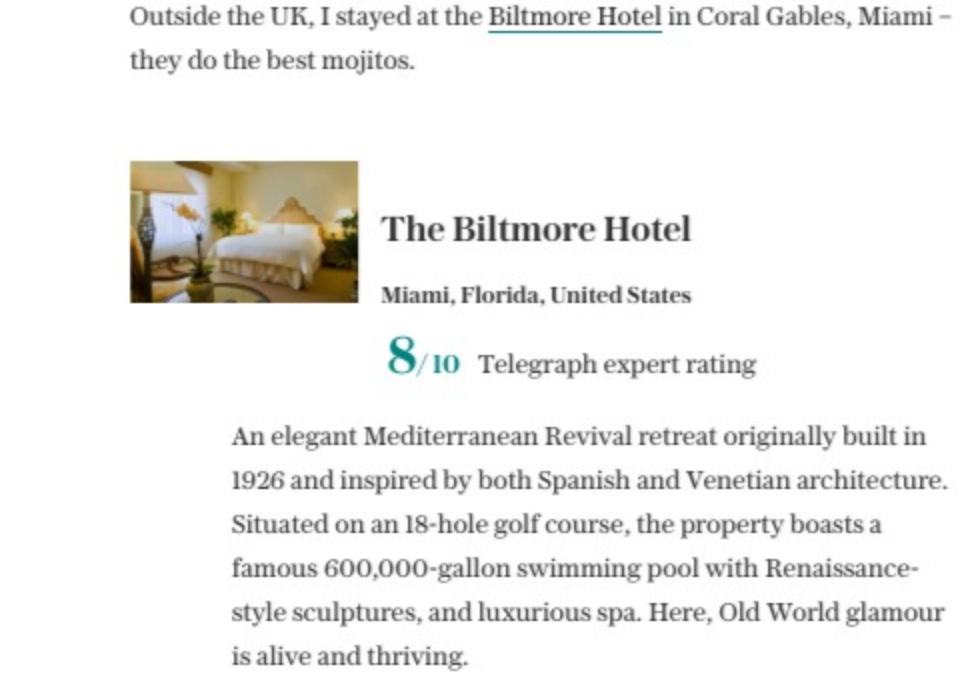 Outside the UK, I stayed at the Biltmore Hotel in Coral Gables, Miami –
they do the best mojitos.
The Biltmore Hotel
Miami, Florida, United States
8/10 Telegraph expert rating
An elegant Mediterranean Revival retreat originally built in
1926 and inspired by both Spanish and Venetian architecture.
Situated on an 18-hole golf course, the property boasts a
famous 600,000-gallon swimming pool with Renaissance-
style sculptures, and luxurious spa. Here, Old World glamour
is alive and thriving.